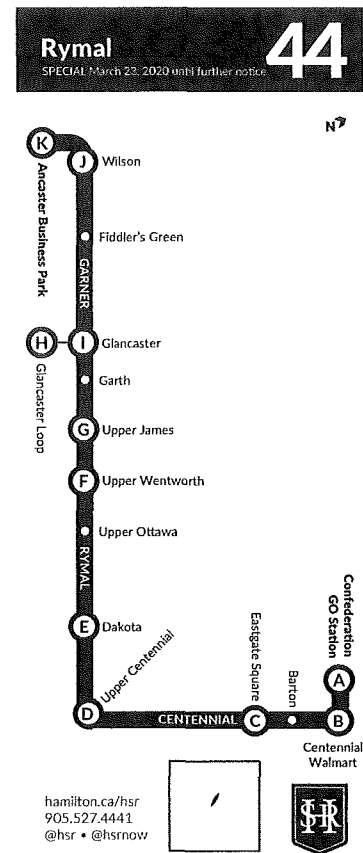 Rymal
44
SPECIAL March 23, 2020 until further notice
N
K
Ancaster Business Park
J
Wilson
Fiddler's Green
GARNER
H
Glancaster Loop
I
Glancaster
Garth
G
Upper James
F
Upper Wentworth
Upper Ottawa
RYMAL
E
Dakota
Upper Centennial
D
CENTENNIAL
Eastgate Square
C
Barton
Confederation
GO Station
A
B
Centennial
Walmart
hamilton.ca/hsr
905.527.4441
@hsr • @hsrnow
HSR